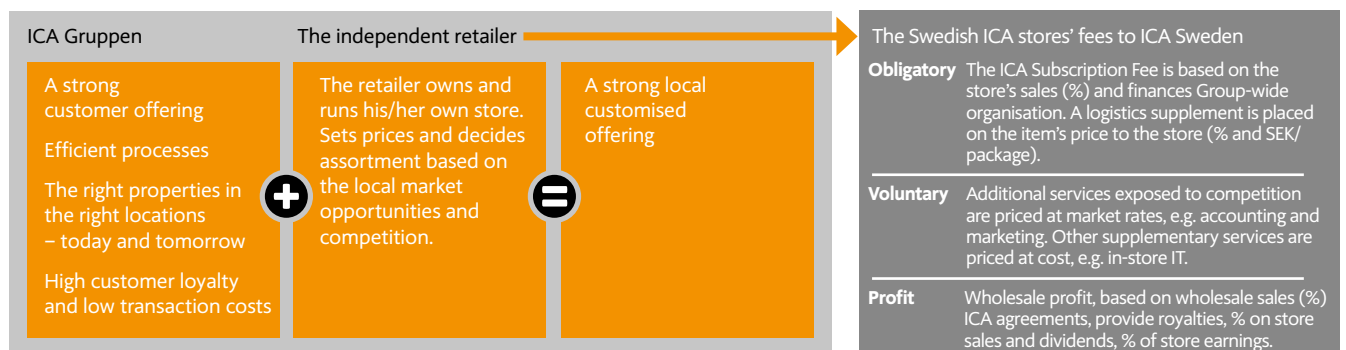 ICA Gruppen
The independent retailer
A strong
customer offering
Efficient processes
The right properties in
the right locations
– today and tomorrow
High customer loyalty
and low transaction costs
+
The retailer owns and
runs his/her own store.
Sets prices and decides
assortment based on
the local market
opportunities and
competition.
=
A strong local
customised
offering
The Swedish ICA stores' fees to ICA Sweden
Obligatory The ICA Subscription Fee is based on the
store's sales (%) and finances Group-wide
organisation. A logistics supplement is placed
on the item's price to the store (% and SEK/
package).
Voluntary Additional services exposed to competition
are priced at market rates, e.g. accounting and
marketing. Other supplementary services are
priced at cost, e.g. in-store IT.
Profit Wholesale profit, based on wholesale sales (%)
ICA agreements, provide royalties, % on store
sales and dividends, % of store earnings.